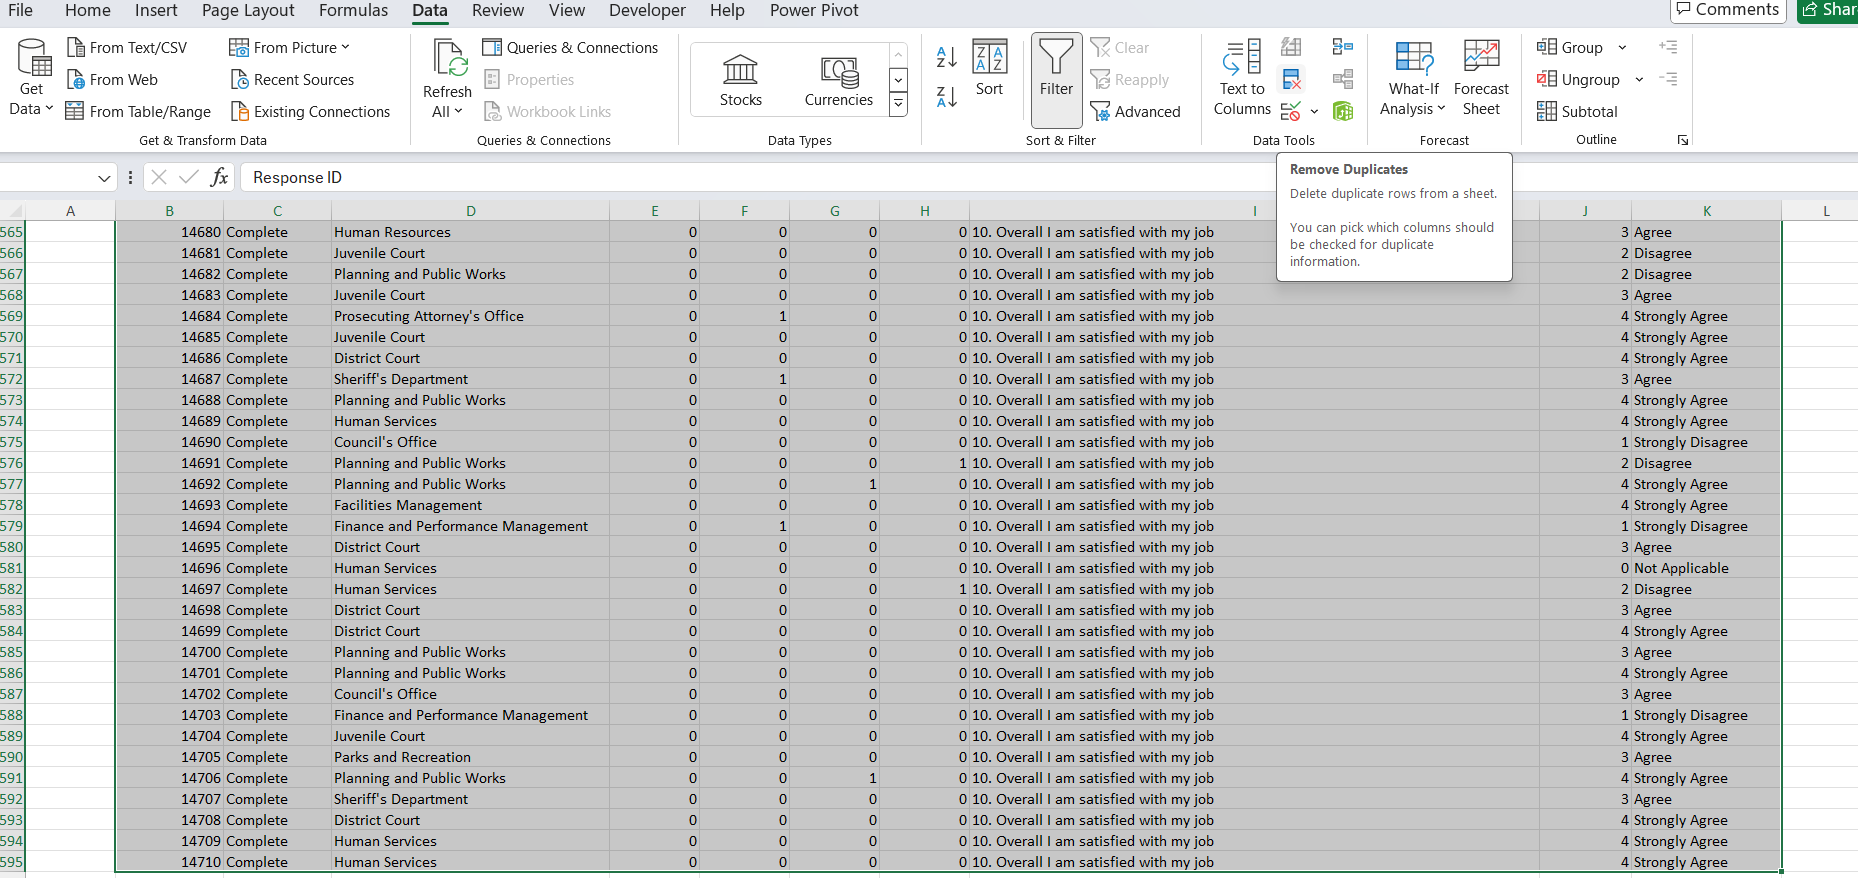 File Home Insert Page Layout Formulas Data Review View Developer Help Power Pivot Comments Shar
Get Data
From Text/CSV
From Web
From Table/Range
From Picture
Recent Sources
Existing Connections
Get & Transform Data
Refresh All
Queries & Connections
Properties
Workbook Links
Queries & Connections
Stocks
Currencies
Data Types
Sort
Filter
Clear
Reapply
Advanced
Sort & Filter
Text to Columns
Data Tools
What-If Analysis
Forecast Sheet
Forecast
Group
Ungroup
Subtotal
Outline
fx Response ID
Remove Duplicates
Delete duplicate rows from a sheet.
You can pick which columns should
be checked for duplicate
information.
A B C D E F G H I J K L
565 14680 Complete Human Resources 0 0 0 0 10. Overall I am satisfied with my job 3 Agree
566 14681 Complete Juvenile Court 0 0 0 0 10. Overall I am satisfied with my job 2 Disagree
567 14682 Complete Planning and Public Works 0 0 0 0 10. Overall I am satisfied with my job 2 Disagree
568 14683 Complete Juvenile Court 0 0 0 0 10. Overall I am satisfied with my job 3 Agree
569 14684 Complete Prosecuting Attorney's Office 0 1 0 0 10. Overall I am satisfied with my job 4 Strongly Agree
570 14685 Complete Juvenile Court 0 0 0 0 10. Overall I am satisfied with my job 4 Strongly Agree
571 14686 Complete District Court 0 0 0 0 10. Overall I am satisfied with my job 4 Strongly Agree
572 14687 Complete Sheriff's Department 0 1 0 0 10. Overall I am satisfied with my job 3 Agree
573 14688 Complete Planning and Public Works 0 0 0 0 10. Overall I am satisfied with my job 4 Strongly Agree
574 14689 Complete Human Services 0 0 0 0 10. Overall I am satisfied with my job 4 Strongly Agree
575 14690 Complete Council's Office 0 0 0 0 10. Overall I am satisfied with my job 1 Strongly Disagree
576 14691 Complete Planning and Public Works 0 0 0 1 10. Overall I am satisfied with my job 2 Disagree
577 14692 Complete Planning and Public Works 0 0 1 0 10. Overall I am satisfied with my job 4 Strongly Agree
578 14693 Complete Facilities Management 0 0 0 0 10. Overall I am satisfied with my job 4 Strongly Agree
579 14694 Complete Finance and Performance Management 0 1 0 0 10. Overall I am satisfied with my job 1 Strongly Disagree
580 14695 Complete District Court 0 0 0 0 10. Overall I am satisfied with my job 3 Agree
581 14696 Complete Human Services 0 0 0 0 10. Overall I am satisfied with my job 0 Not Applicable
582 14697 Complete Human Services 0 0 0 1 10. Overall I am satisfied with my job 2 Disagree
583 14698 Complete District Court 0 0 0 0 10. Overall I am satisfied with my job 3 Agree
584 14699 Complete District Court 0 0 0 0 10. Overall I am satisfied with my job 4 Strongly Agree
585 14700 Complete Planning and Public Works 0 0 0 0 10. Overall I am satisfied with my job 3 Agree
586 14701 Complete Planning and Public Works 0 0 0 0 10. Overall I am satisfied with my job 4 Strongly Agree
587 14702 Complete Council's Office 0 0 0 0 10. Overall I am satisfied with my job 3 Agree
588 14703 Complete Finance and Performance Management 0 0 0 0 10. Overall I am satisfied with my job 1 Strongly Disagree
589 14704 Complete Juvenile Court 0 0 0 0 10. Overall I am satisfied with my job 4 Strongly Agree
590 14705 Complete Parks and Recreation 0 0 0 0 10. Overall I am satisfied with my job 3 Agree
591 14706 Complete Planning and Public Works 0 0 1 0 10. Overall I am satisfied with my job 4 Strongly Agree
592 14707 Complete Sheriff's Department 0 0 0 0 10. Overall I am satisfied with my job 3 Agree
593 14708 Complete District Court 0 0 0 0 10. Overall I am satisfied with my job 4 Strongly Agree
594 14709 Complete Human Services 0 0 0 0 10. Overall I am satisfied with my job 4 Strongly Agree
595 14710 Complete Human Services 0 0 0 0 10. Overall I am satisfied with my job 4 Strongly Agree